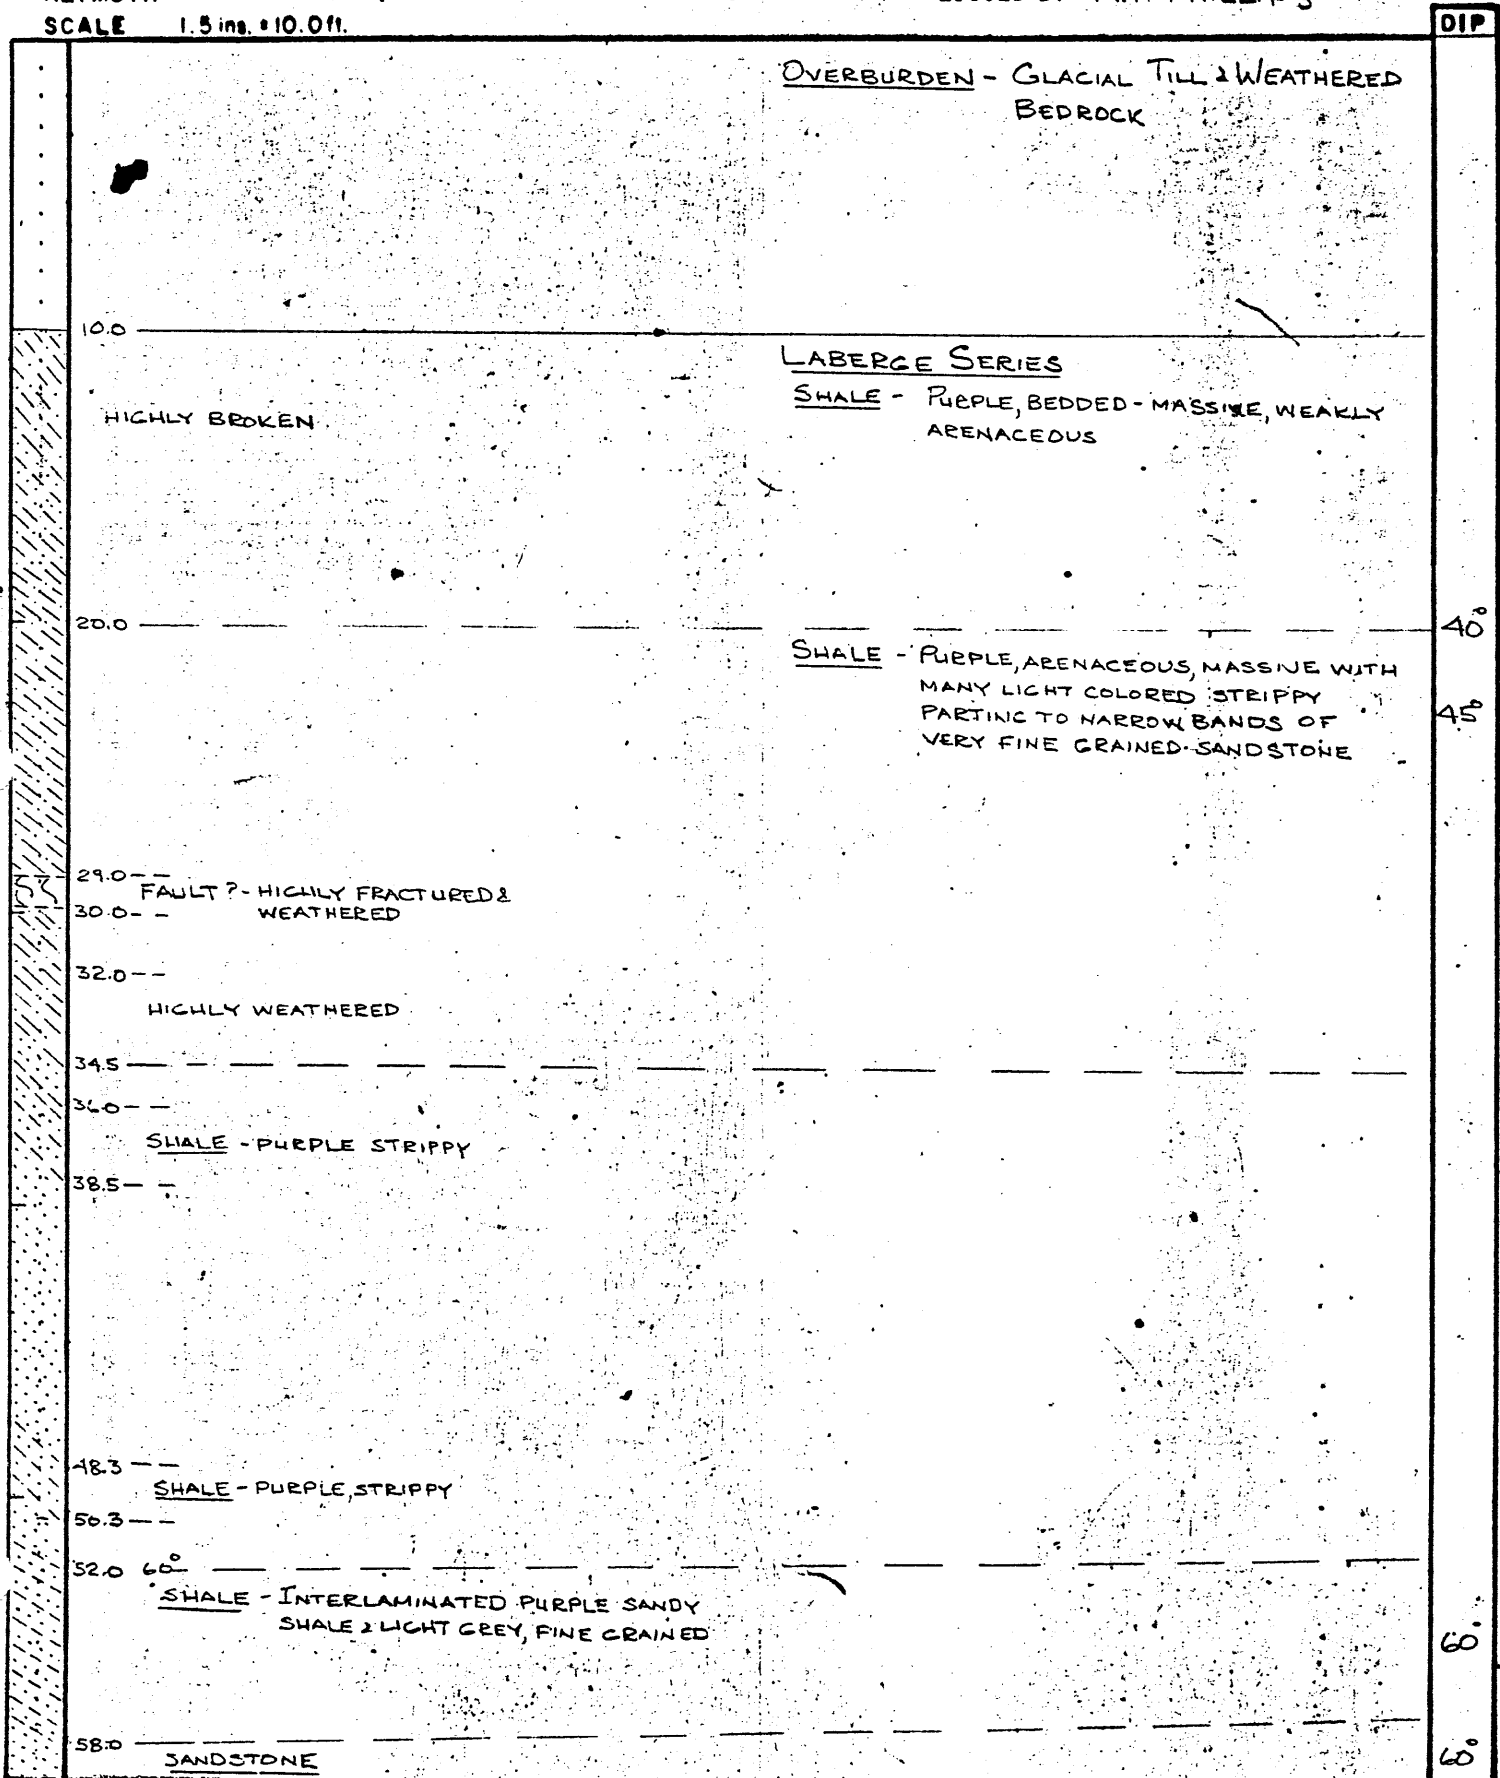 SCALE 1.5 ins. = 10.0 ft.
DIP
OVERBURDEN - GLACIAL TILL & WEATHERED
BEDROCK
10.0
LABERGE SERIES
SHALE - PURPLE, BEDDED - MASSIVE, WEAKLY
ARENACEOUS
HIGHLY BROKEN
20.0
40°
SHALE - PURPLE, ARENACEOUS, MASSIVE WITH
MANY LIGHT COLORED STRIPPY
PARTING TO NARROW BANDS OF
VERY FINE GRAINED SANDSTONE
45°
29.0
FAULT? - HIGHLY FRACTURED &
WEATHERED
30.0
32.0
HIGHLY WEATHERED
34.5
36.0
SHALE - PURPLE STRIPPY
38.5
48.3
SHALE - PURPLE, STRIPPY
50.3
52.0 60°
SHALE - INTERLAMINATED PURPLE SANDY
SHALE & LIGHT GREY, FINE GRAINED
60°
58.0
SANDSTONE
60°